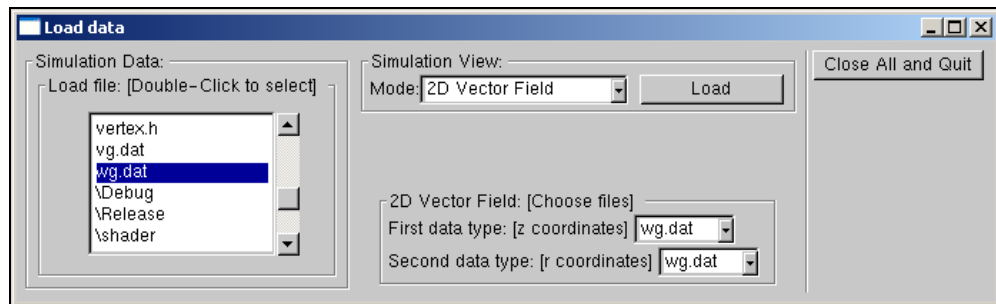 Load data
Simulation Data:
Load file: [Double-Click to select]
vertex.h
vg.dat
wg.dat
\Debug
\Release
\shader
Simulation View:
Mode: 2D Vector Field
Load
2D Vector Field: [Choose files]
First data type: [z coordinates] wg.dat
Second data type: [r coordinates] wg.dat
Close All and Quit